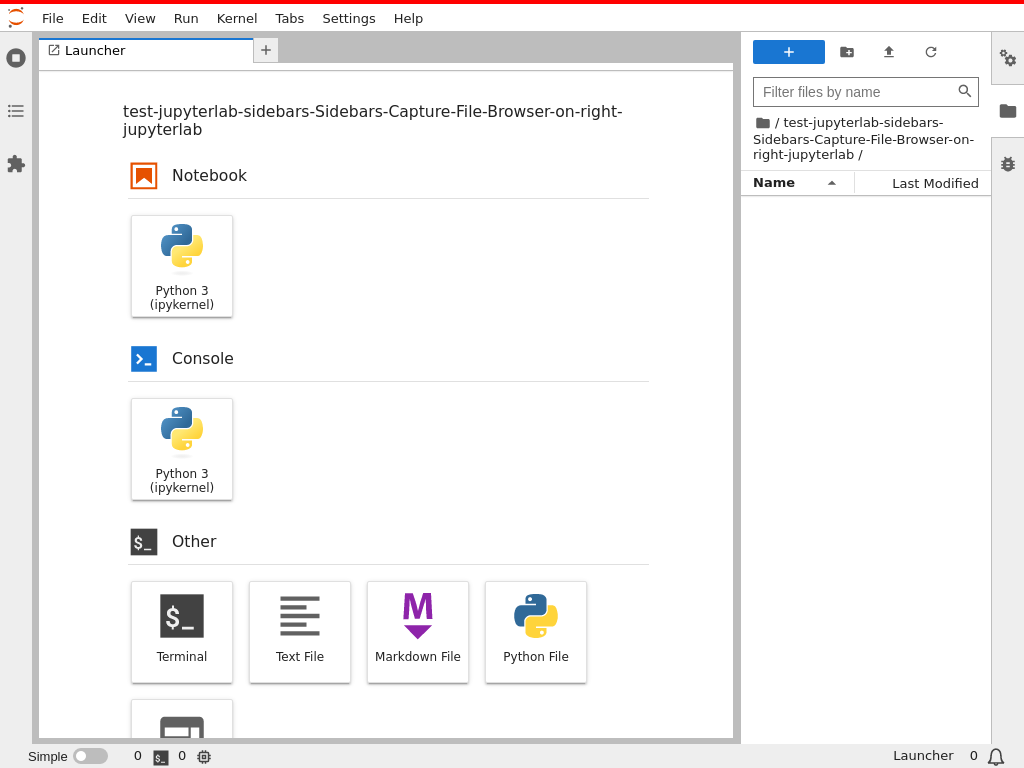 File Edit View Run Kernel Tabs Settings Help
Launcher
test-jupyterlab-sidebars-Sidebars-Capture-File-Browser-on-right-
jupyterlab
Notebook
Python 3
(ipykernel)
Console
Python 3
(ipykernel)
$_ Other
$_
Terminal
Text File
M
Markdown File
Python File
Filter files by name
/ test-jupyterlab-sidebars-
Sidebars-Capture-File-Browser-on-
right-jupyterlab /
Name Last Modified
Simple 0 $_ 0 Launcher 0